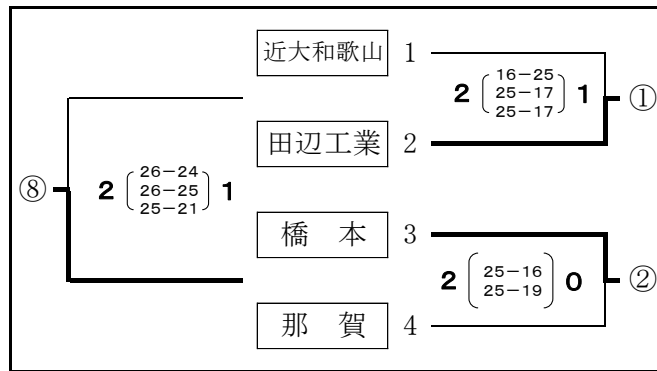 近大和歌山 1
2 16-25 25-17 25-17 1 ①
田辺工業 2
⑧ 2 26-24 26-25 25-21 1
橋 本 3
2 25-16 25-19 0 ②
那 賀 4